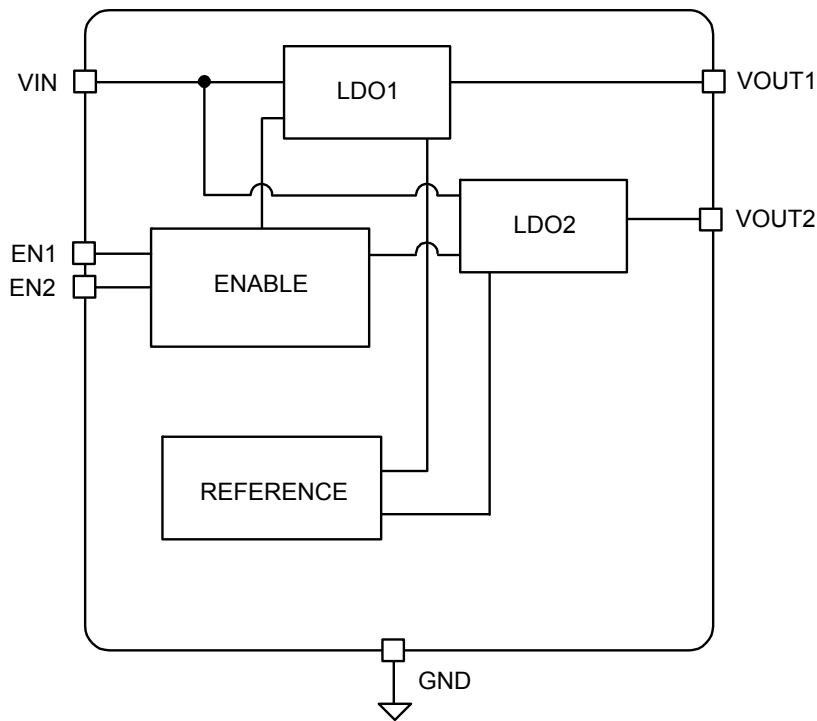 VIN
LDO1
VOUT1
LDO2
VOUT2
EN1
EN2
ENABLE
REFERENCE
GND